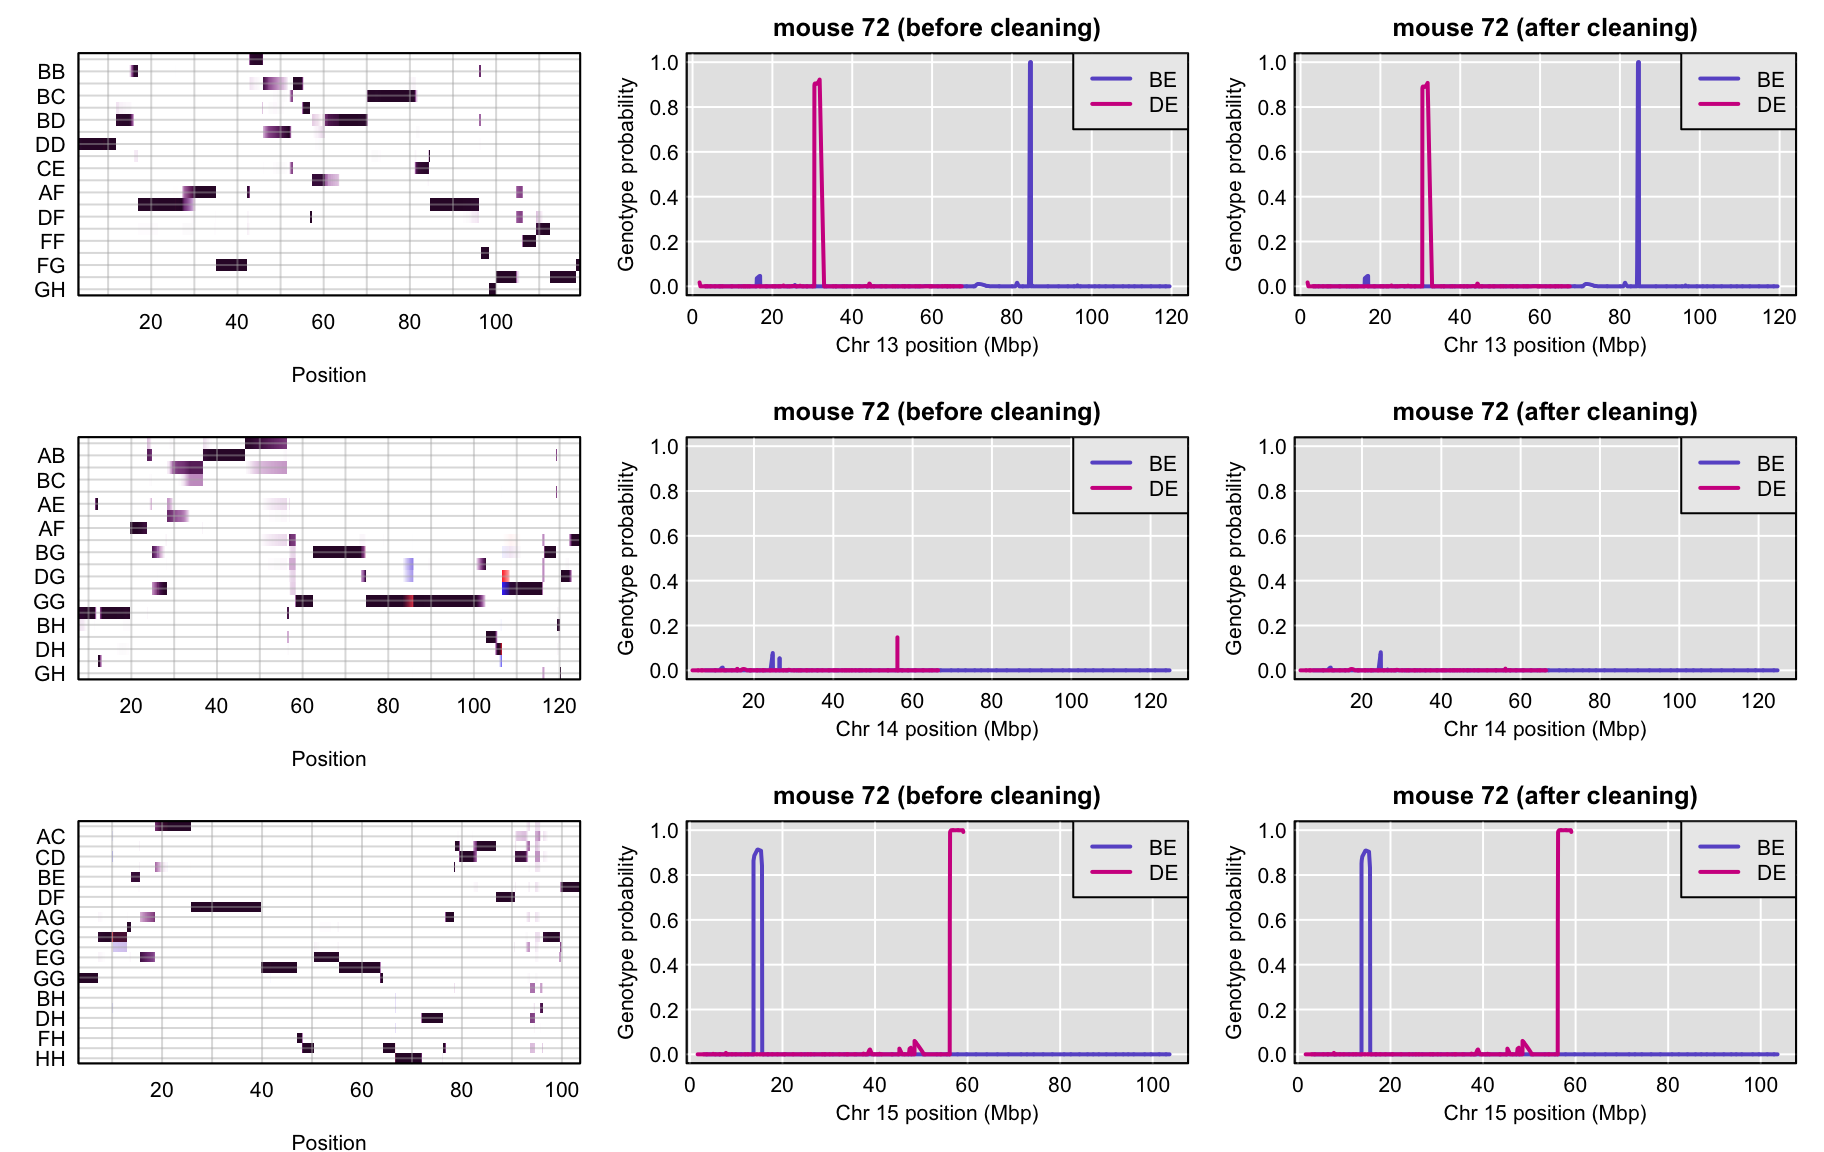 BB
BC
BD
DD
CE
AF
DF
FF
FG
GH
20 40 60 80 100
Position
mouse 72 (before cleaning)
Genotype probability
1.0
0.8
0.6
0.4
0.2
0.0
BE
DE
0 20 40 60 80 100 120
Chr 13 position (Mbp)
mouse 72 (after cleaning)
Genotype probability
1.0
0.8
0.6
0.4
0.2
0.0
BE
DE
0 20 40 60 80 100 120
Chr 13 position (Mbp)
AB
BC
AE
AF
BG
DG
GG
BH
DH
GH
20 40 60 80 100 120
Position
mouse 72 (before cleaning)
Genotype probability
1.0
0.8
0.6
0.4
0.2
0.0
BE
DE
20 40 60 80 100 120
Chr 14 position (Mbp)
mouse 72 (after cleaning)
Genotype probability
1.0
0.8
0.6
0.4
0.2
0.0
BE
DE
20 40 60 80 100 120
Chr 14 position (Mbp)
AC
CD
BE
DF
AG
CG
EG
GG
BH
DH
FH
HH
20 40 60 80 100
Position
mouse 72 (before cleaning)
Genotype probability
1.0
0.8
0.6
0.4
0.2
0.0
BE
DE
0 20 40 60 80 100
Chr 15 position (Mbp)
mouse 72 (after cleaning)
Genotype probability
1.0
0.8
0.6
0.4
0.2
0.0
BE
DE
0 20 40 60 80 100
Chr 15 position (Mbp)